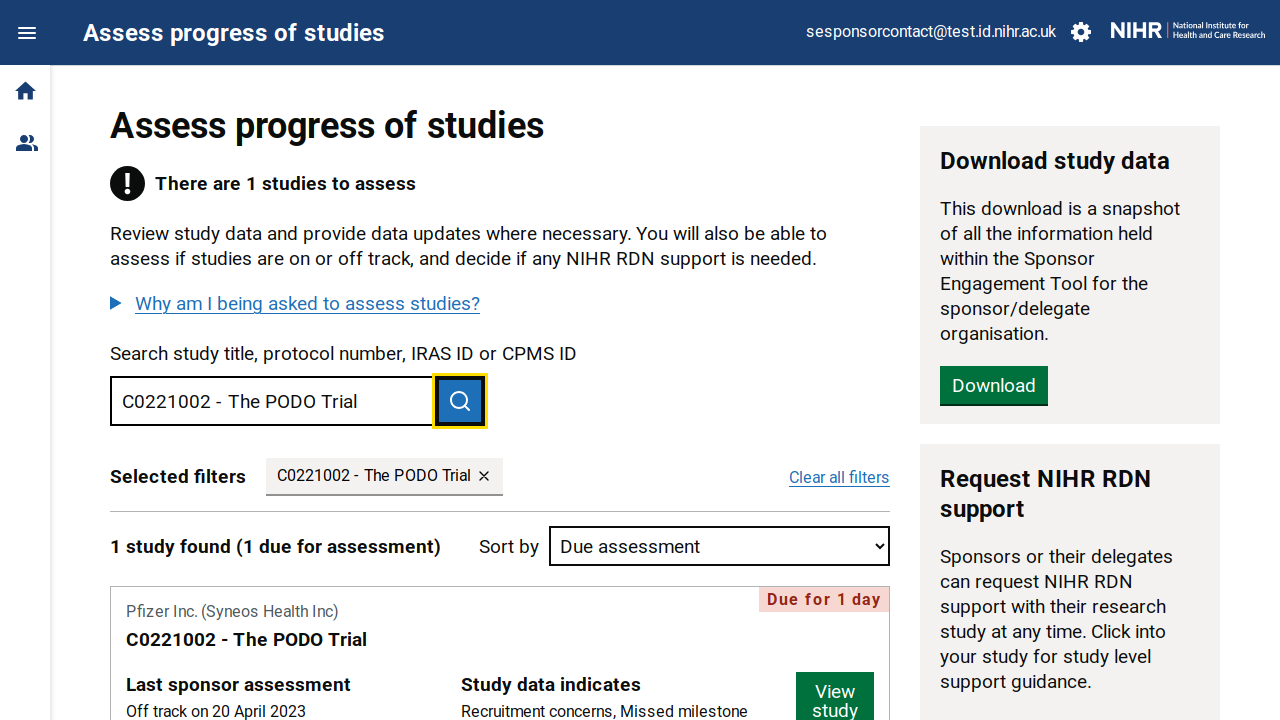 Assess progress of studies
sesponsorcontact@test.id.nihr.ac.uk
NIHR | National Institute for
Health and Care Research
Assess progress of studies
There are 1 studies to assess
Review study data and provide data updates where necessary. You will also be able to
assess if studies are on or off track, and decide if any NIHR RDN support is needed.
Why am I being asked to assess studies?
Search study title, protocol number, IRAS ID or CPMS ID
C0221002 - The PODO Trial
Selected filters
C0221002 - The PODO Trial ✕
Clear all filters
1 study found (1 due for assessment)
Sort by
Due assessment
Due for 1 day
Pfizer Inc. (Syneos Health Inc)
C0221002 - The PODO Trial
Last sponsor assessment
Off track on 20 April 2023
Study data indicates
Recruitment concerns, Missed milestone
View
study
Download study data
This download is a snapshot
of all the information held
within the Sponsor
Engagement Tool for the
sponsor/delegate
organisation.
Download
Request NIHR RDN
support
Sponsors or their delegates
can request NIHR RDN
support with their research
study at any time. Click into
your study for study level
support guidance.